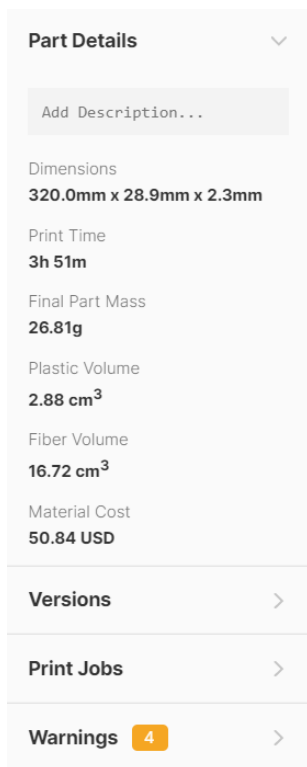 Part Details
Add Description...
Dimensions
320.0mm x 28.9mm x 2.3mm
Print Time
3h 51m
Final Part Mass
26.81g
Plastic Volume
2.88 cm³
Fiber Volume
16.72 cm³
Material Cost
50.84 USD
Versions
Print Jobs
Warnings 4